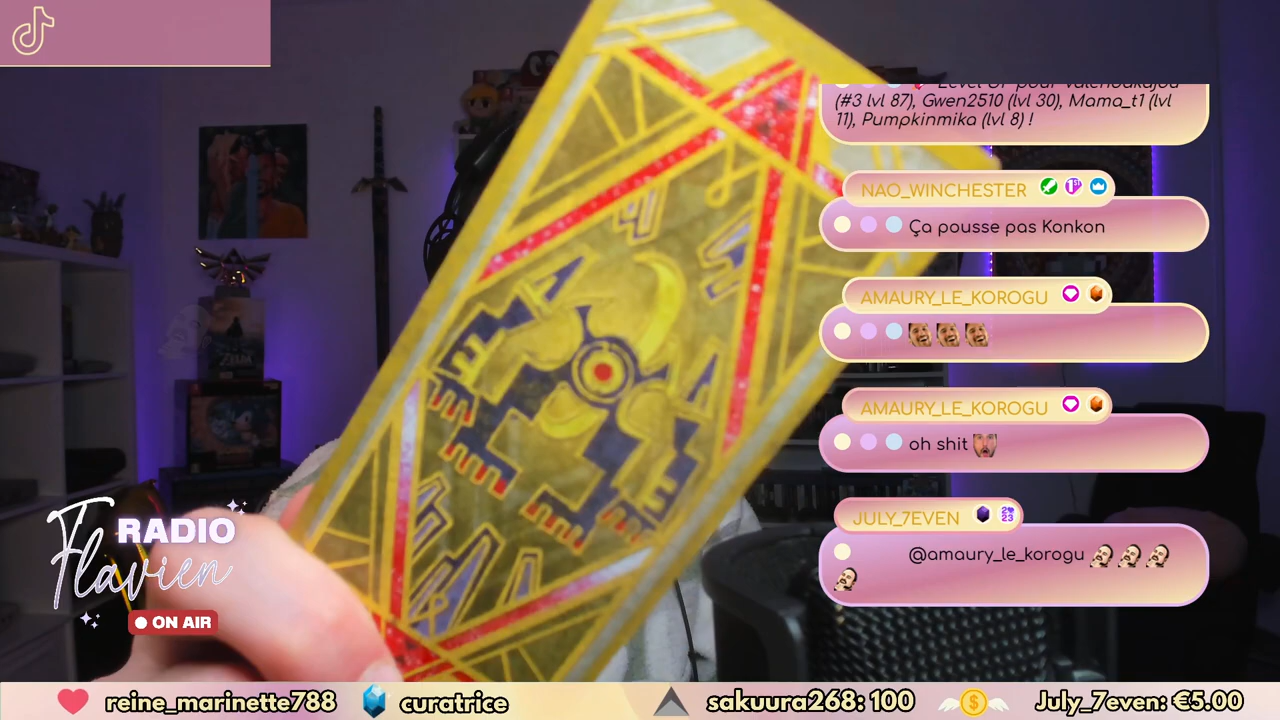 (#3 lvl 87), Gwen2510 (lvl 30), Mama_t1 (lvl
11), Pumpkinmika (lvl 8) !
NAO_WINCHESTER
Ça pousse pas Konkon
AMAURY_LE_KOROGU
AMAURY_LE_KOROGU
oh shit
JULY_7EVEN
@amaury_le_korogu
RADIO
Flavien
ON AIR
reine_marinette788
curatrice
sakuura268: 100
July_7even: €5.00